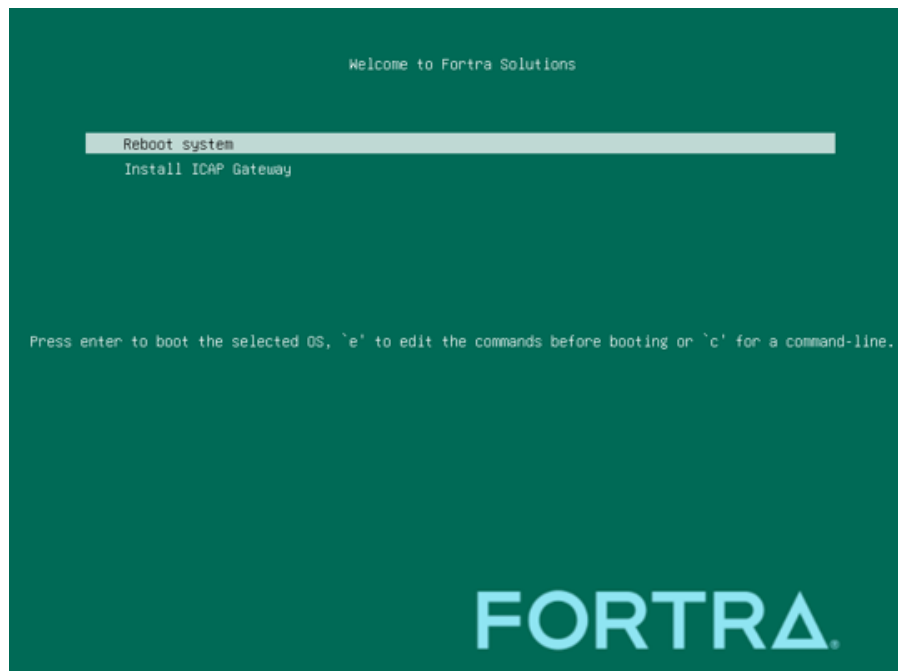 Welcome to Fortra Solutions
Reboot system
Install ICAP Gateway
Press enter to boot the selected OS, `e' to edit the commands before booting or `c' for a command-line.
FORTRA®